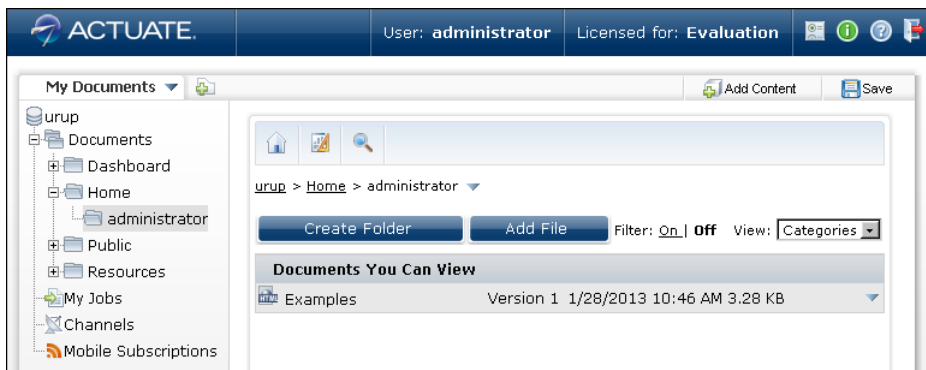 ACTUATE. User: administrator Licensed for: Evaluation
My Documents Add Content Save
urup
Documents
Dashboard
Home
administrator
Public
Resources
My Jobs
Channels
Mobile Subscriptions
urup > Home > administrator
Create Folder Add File Filter: On | Off View: Categories
Documents You Can View
Examples Version 1 1/28/2013 10:46 AM 3.28 KB